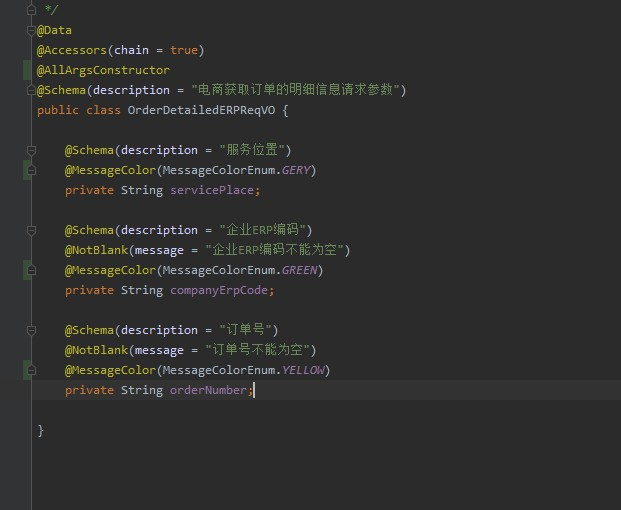 */
@Data
@Accessors(chain = true)
@AllArgsConstructor
@Schema(description = "电商获取订单的明细信息请求参数")
public class OrderDetailedERPReqVO {
@Schema(description = "服务位置")
@MessageColor(MessageColorEnum.GERY)
private String servicePlace;
@Schema(description = "企业ERP编码")
@NotBlank(message = "企业ERP编码不能为空")
@MessageColor(MessageColorEnum.GREEN)
private String companyErpCode;
@Schema(description = "订单号")
@NotBlank(message = "订单号不能为空")
@MessageColor(MessageColorEnum.YELLOW)
private String orderNumber;
}